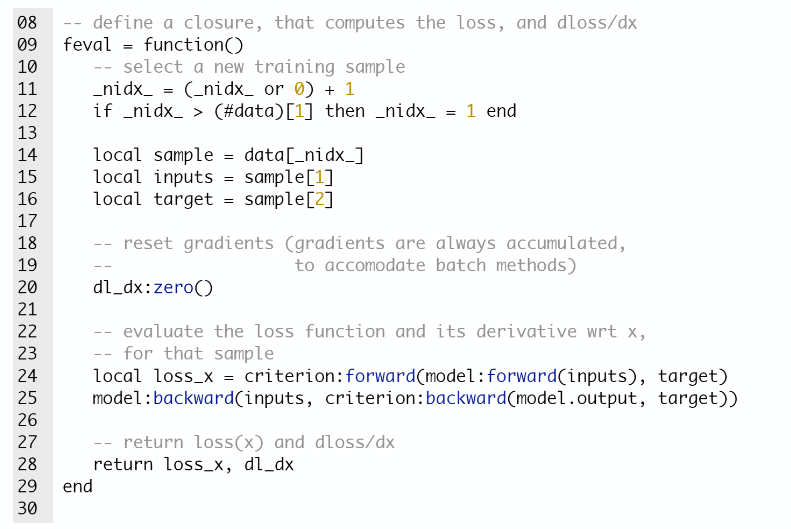 08 -- define a closure, that computes the loss, and dloss/dx
09 feval = function()
10    -- select a new training sample
11    _nidx_ = (_nidx_ or 0) + 1
12    if _nidx_ > (#data)[1] then _nidx_ = 1 end
13
14    local sample = data[_nidx_]
15    local inputs = sample[1]
16    local target = sample[2]
17
18    -- reset gradients (gradients are always accumulated,
19    --                  to accomodate batch methods)
20    dl_dx:zero()
21
22    -- evaluate the loss function and its derivative wrt x,
23    -- for that sample
24    local loss_x = criterion:forward(model:forward(inputs), target)
25    model:backward(inputs, criterion:backward(model.output, target))
26
27    -- return loss(x) and dloss/dx
28    return loss_x, dl_dx
29 end
30